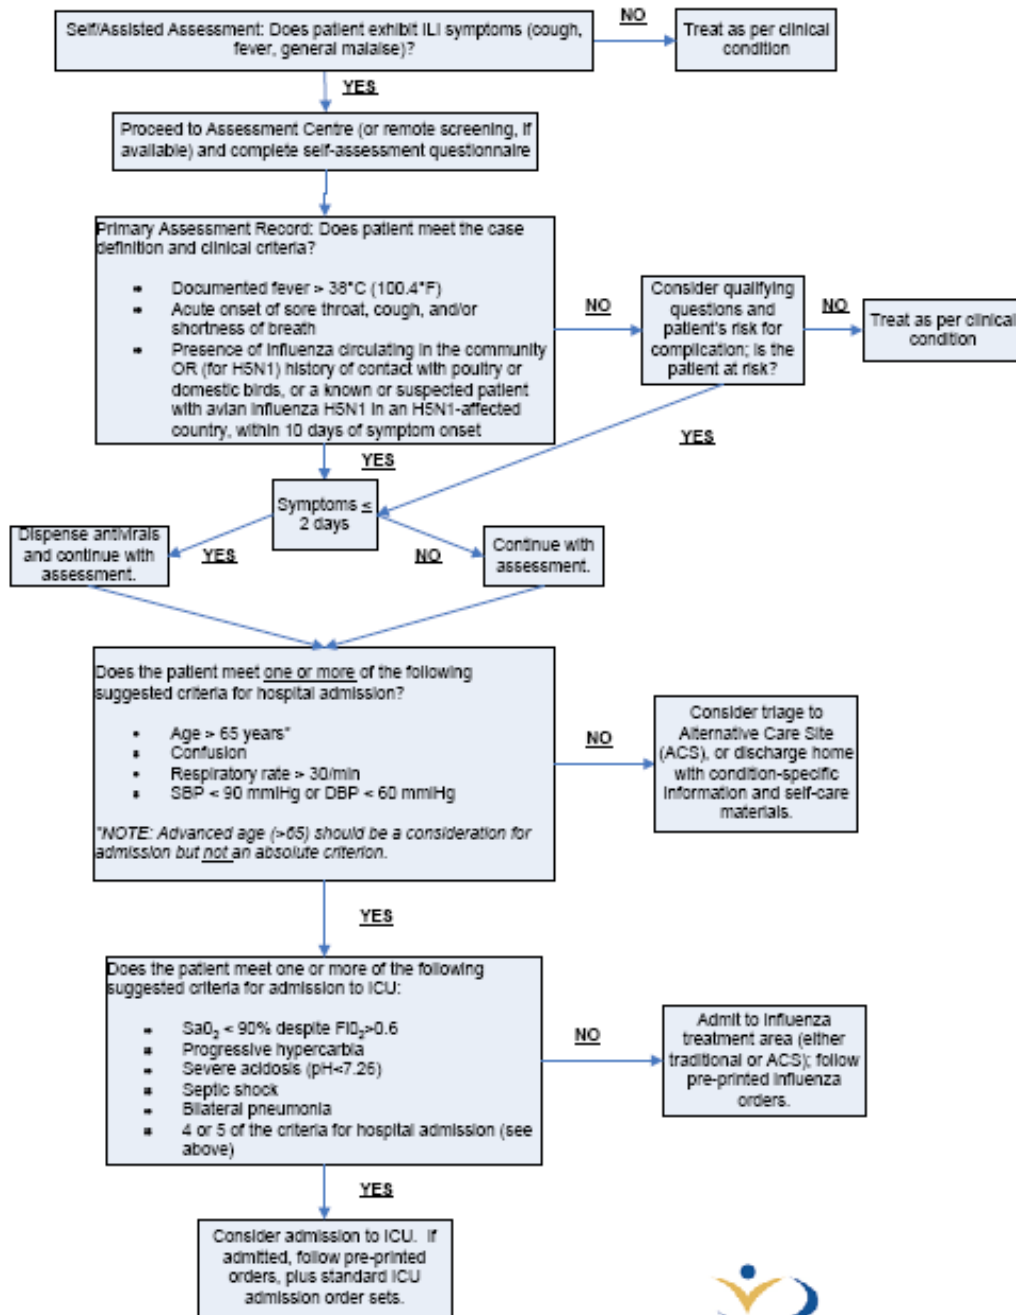 Self/Assisted Assessment: Does patient exhibit ILI symptoms (cough,
fever, general malaise)?
NO
Treat as per clinical
condition
YES
Proceed to Assessment Centre (or remote screening, if
available) and complete self-assessment questionnaire
Primary Assessment Record: Does patient meet the case
definition and clinical criteria?
Documented fever > 38°C (100.4°F)
Acute onset of sore throat, cough, and/or
shortness of breath
Presence of influenza circulating in the community
OR (for H5N1) history of contact with poultry or
domestic birds, or a known or suspected patient
with avian influenza H5N1 in an H5N1-affected
country, within 10 days of symptom onset
NO
Consider qualifying
questions and
patient's risk for
complication; is the
patient at risk?
NO
Treat as per clinical
condition
YES
YES
Symptoms ≤
2 days
Dispense antivirals
and continue with
assessment.
YES
NO
Continue with
assessment.
Does the patient meet one or more of the following
suggested criteria for hospital admission?
• Age > 65 years*
• Confusion
• Respiratory rate > 30/min
• SBP < 90 mmHg or DBP < 60 mmHg
*NOTE: Advanced age (>65) should be a consideration for
admission but not an absolute criterion.
NO
Consider triage to
Alternative Care Site
(ACS), or discharge home
with condition-specific
information and self-care
materials.
YES
Does the patient meet one or more of the following
suggested criteria for admission to ICU:
Sa0₂ < 90% despite FI0₂>0.6
Progressive hypercarbia
Severe acidosis (pH<7.26)
Septic shock
Bilateral pneumonia
4 or 5 of the criteria for hospital admission (see
above)
NO
Admit to influenza
treatment area (either
traditional or ACS); follow
pre-printed influenza
orders.
YES
Consider admission to ICU. If
admitted, follow pre-printed
orders, plus standard ICU
admission order sets.